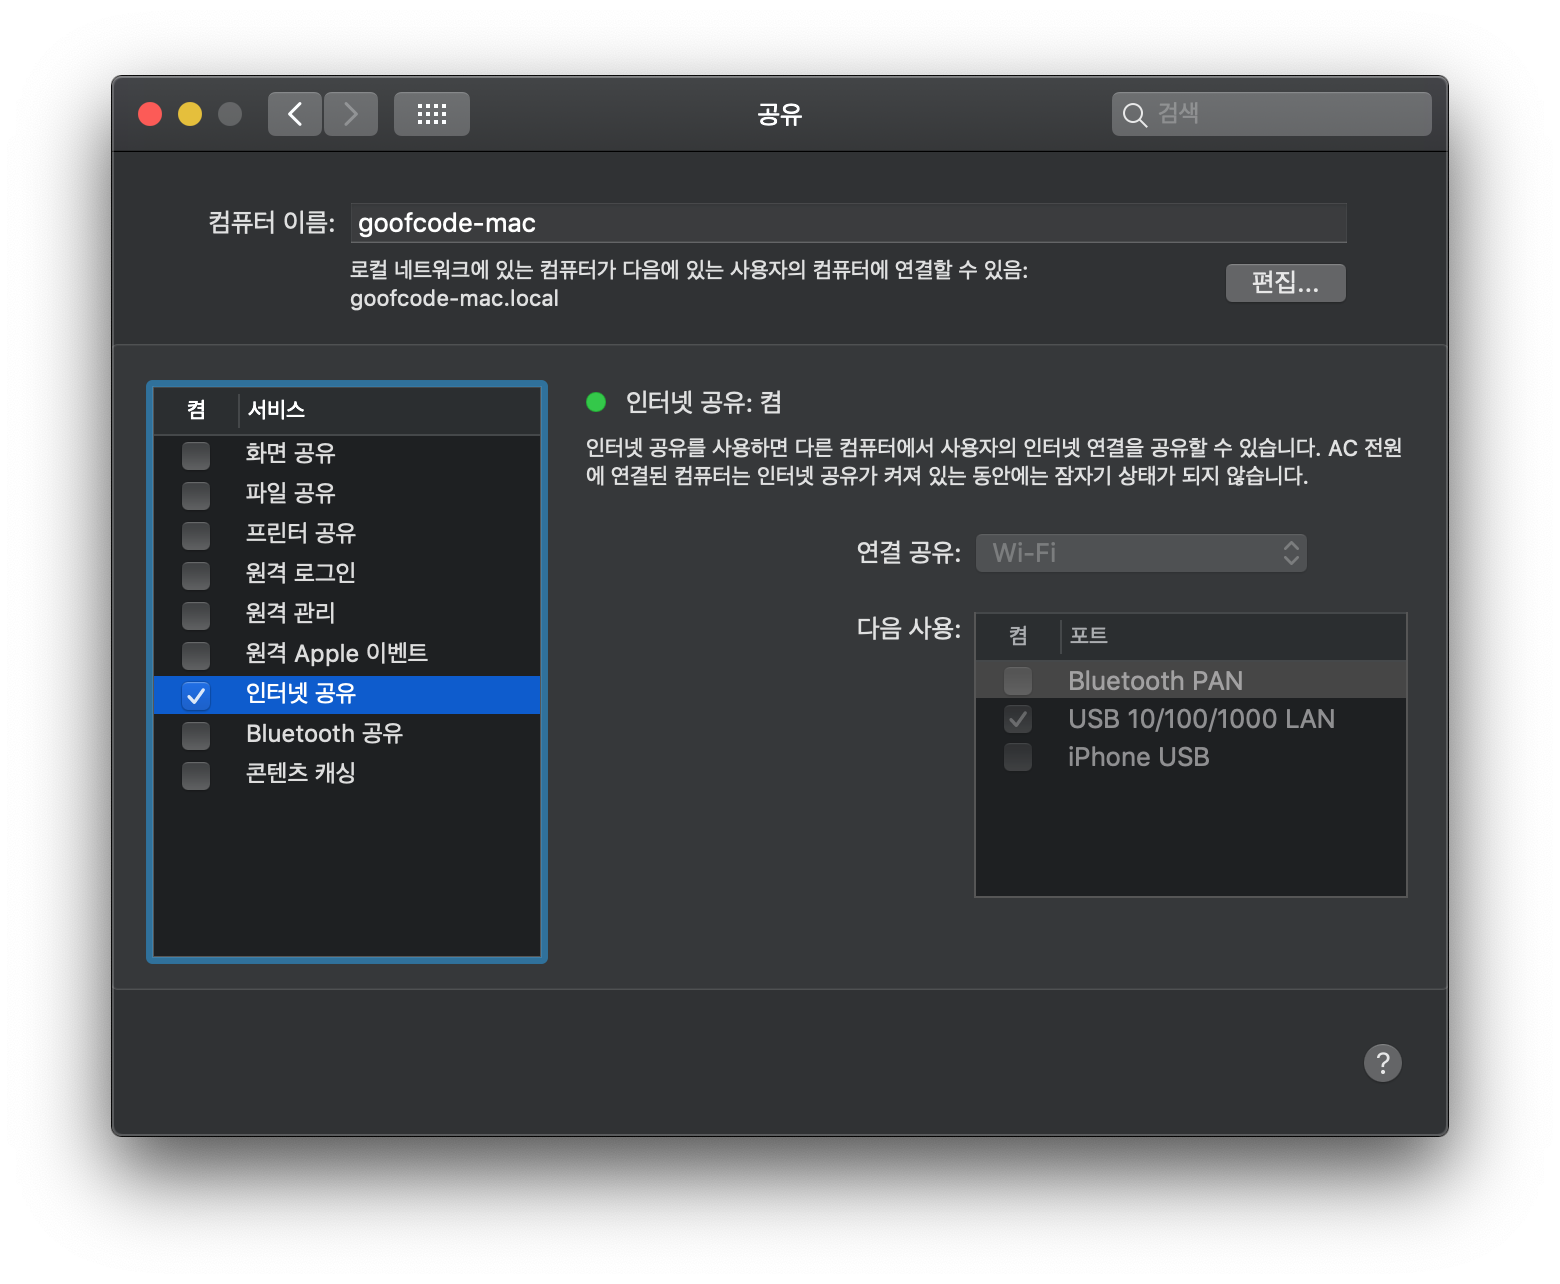 공유
검색
컴퓨터 이름:
goofcode-mac
로컬 네트워크에 있는 컴퓨터가 다음에 있는 사용자의 컴퓨터에 연결할 수 있음:
goofcode-mac.local
편집...
켬 서비스
화면 공유
파일 공유
프린터 공유
원격 로그인
원격 관리
원격 Apple 이벤트
인터넷 공유
Bluetooth 공유
콘텐츠 캐싱
인터넷 공유: 켬
인터넷 공유를 사용하면 다른 컴퓨터에서 사용자의 인터넷 연결을 공유할 수 있습니다. AC 전원
에 연결된 컴퓨터는 인터넷 공유가 켜져 있는 동안에는 잠자기 상태가 되지 않습니다.
연결 공유: Wi-Fi
다음 사용:
켬 포트
Bluetooth PAN
USB 10/100/1000 LAN
iPhone USB
?